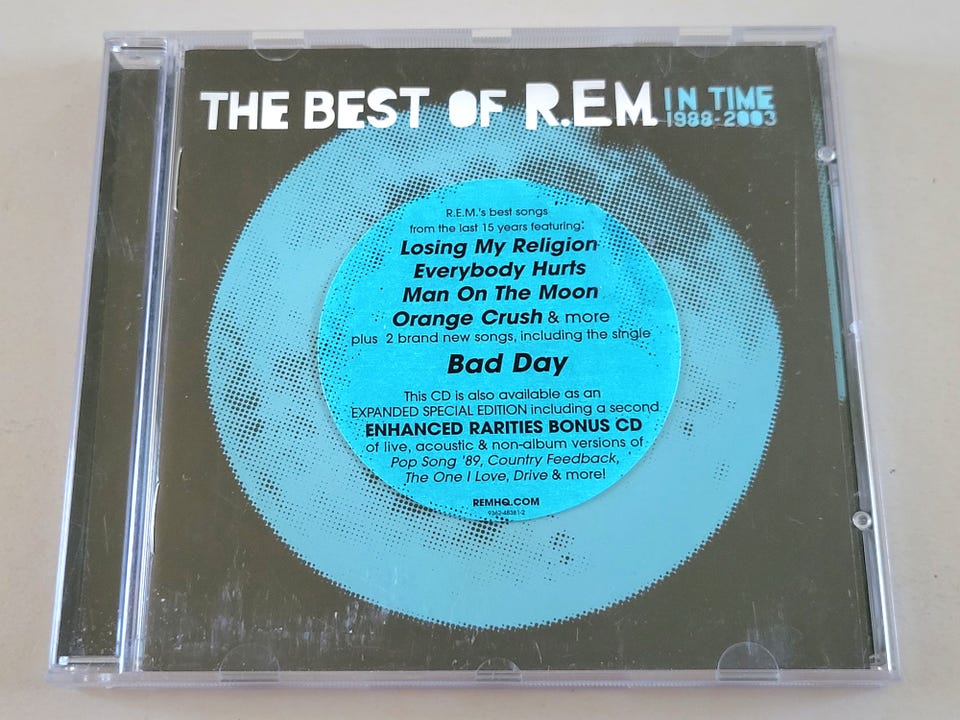 THE BEST OF R.E.M. IN TIME
1988-2003
R.E.M.'s best songs
from the last 15 years featuring:
Losing My Religion
Everybody Hurts
Man On The Moon
Orange Crush & more
plus 2 brand new songs, including the single
Bad Day
This CD is also available as an
EXPANDED SPECIAL EDITION including a second
ENHANCED RARITIES BONUS CD
of live, acoustic & non-album versions of
Pop Song '89, Country Feedback,
The One I Love, Drive & more!
REMHQ.COM
9362-48381-2